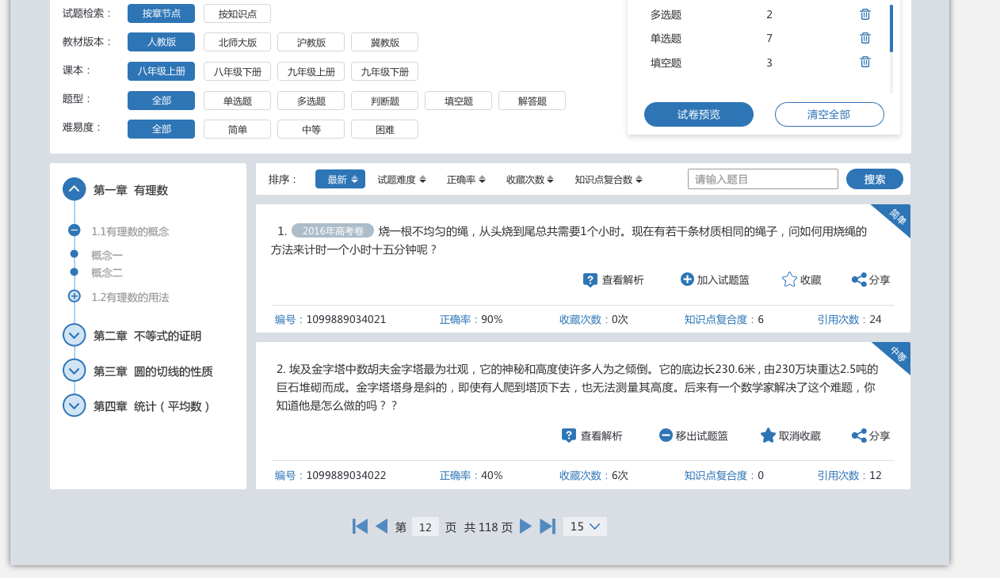 试题检索： 按章节点 按知识点
教材版本： 人教版 北师大版 沪教版 冀教版
课本： 八年级上册 八年级下册 九年级上册 九年级下册
题型： 全部 单选题 多选题 判断题 填空题 解答题
难易度： 全部 简单 中等 困难
多选题 2
单选题 7
填空题 3
试卷预览 清空全部
第一章 有理数
1.1有理数的概念
概念一
概念二
1.2有理数的用法
第二章 不等式的证明
第三章 圆的切线的性质
第四章 统计（平均数）
排序： 最新 试题难度 正确率 收藏次数 知识点复合数 请输入题目 搜索
简单
1. 2016年高考卷 烧一根不均匀的绳，从头烧到尾总共需要1个小时。现在有若干条材质相同的绳子，问如何用烧绳的
方法来计时一个小时十五分钟呢？
查看解析 加入试题篮 收藏 分享
编号：1099889034021 正确率：90% 收藏次数：0次 知识点复合度：6 引用次数：24
中等
2. 埃及金字塔中数胡夫金字塔最为壮观，它的神秘和高度使许多人为之倾倒。它的底边长230.6米，由230万块重达2.5吨的
巨石堆砌而成。金字塔塔身是斜的，即使有人爬到塔顶下去，也无法测量其高度。后来有一个数学家解决了这个难题，你
知道他是怎么做的吗？？
查看解析 移出试题篮 取消收藏 分享
编号：1099889034022 正确率：40% 收藏次数：6次 知识点复合度：0 引用次数：12
第 12 页 共 118 页 15